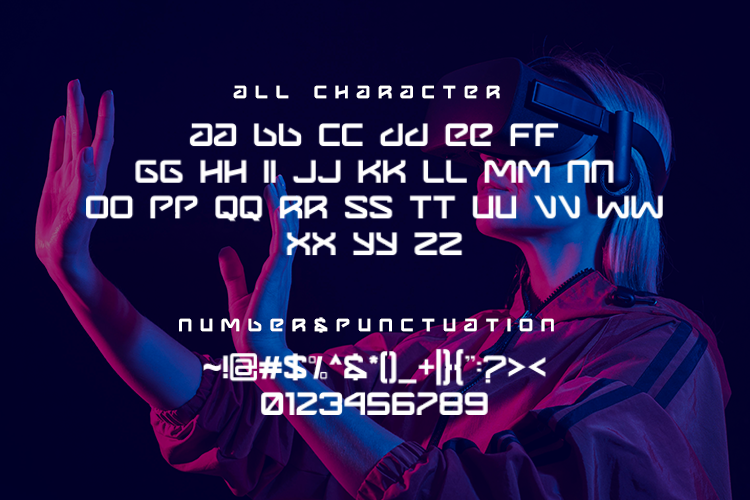 ALL CHARACTER
Aa Bb Cc Dd Ee Ff
Gg Hh Ii Jj Kk Ll Mm Nn
Oo Pp Qq Rr Ss Tt Uu Vv Ww
Xx Yy Zz
NUMBER&PUNCTUATION
~!@#$%^&*()_+||}{":?><
0123456789